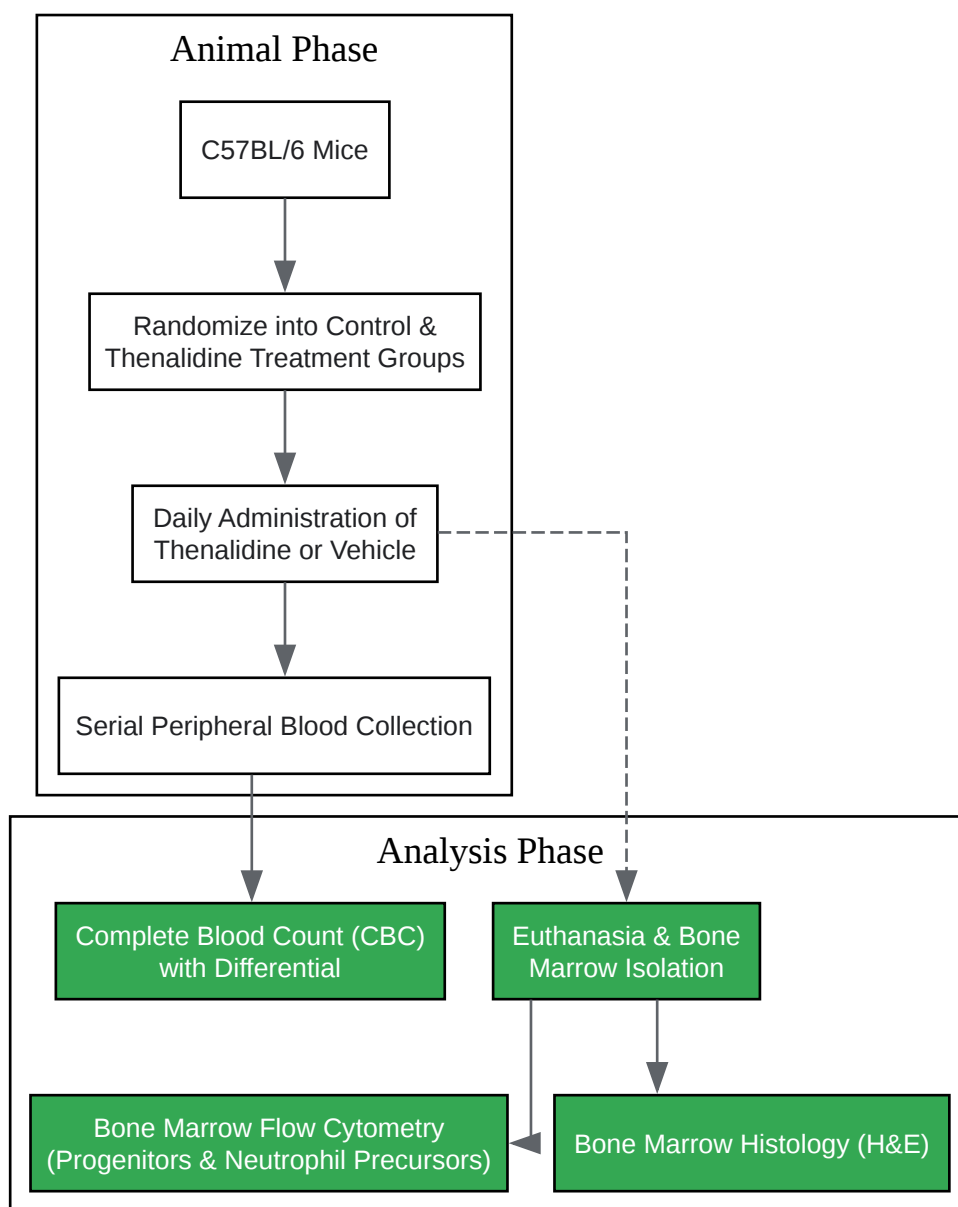 Animal Phase
C57BL/6 Mice
Randomize into Control &
Thenalidine Treatment Groups
Daily Administration of
Thenalidine or Vehicle
Serial Peripheral Blood Collection
Analysis Phase
Complete Blood Count (CBC)
with Differential
Euthanasia & Bone
Marrow Isolation
Bone Marrow Flow Cytometry
(Progenitors & Neutrophil Precursors)
Bone Marrow Histology (H&E)